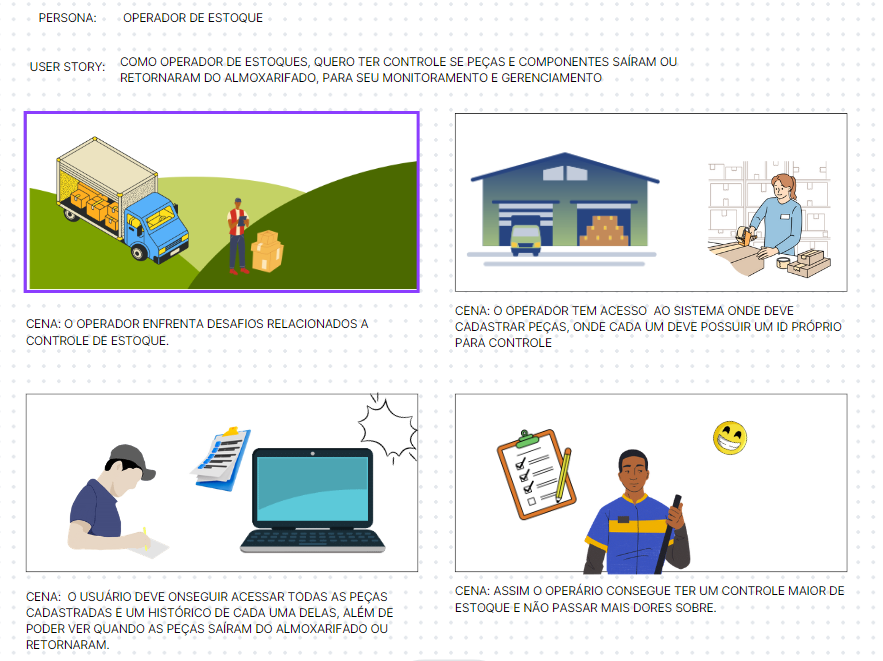 PERSONA: OPERADOR DE ESTOQUE
USER STORY: COMO OPERADOR DE ESTOQUES, QUERO TER CONTROLE SE PEÇAS E COMPONENTES SAÍRAM OU
RETORNARAM DO ALMOXARIFADO, PARA SEU MONITORAMENTO E GERENCIAMENTO
CENA: O OPERADOR ENFRENTA DESAFIOS RELACIONADOS A
CONTROLE DE ESTOQUE.
CENA: O OPERADOR TEM ACESSO AO SISTEMA ONDE DEVE
CADASTRAR PEÇAS, ONDE CADA UM DEVE POSSUIR UM ID PRÓPRIO
PARA CONTROLE
CENA: O USUÁRIO DEVE ONSEGUIR ACESSAR TODAS AS PEÇAS
CADASTRADAS E UM HISTÓRICO DE CADA UMA DELAS, ALÉM DE
PODER VER QUANDO AS PEÇAS SAÍRAM DO ALMOXARIFADO OU
RETORNARAM.
CENA: ASSIM O OPERÁRIO CONSEGUE TER UM CONTROLE MAIOR DE
ESTOQUE E NÃO PASSAR MAIS DORES SOBRE.